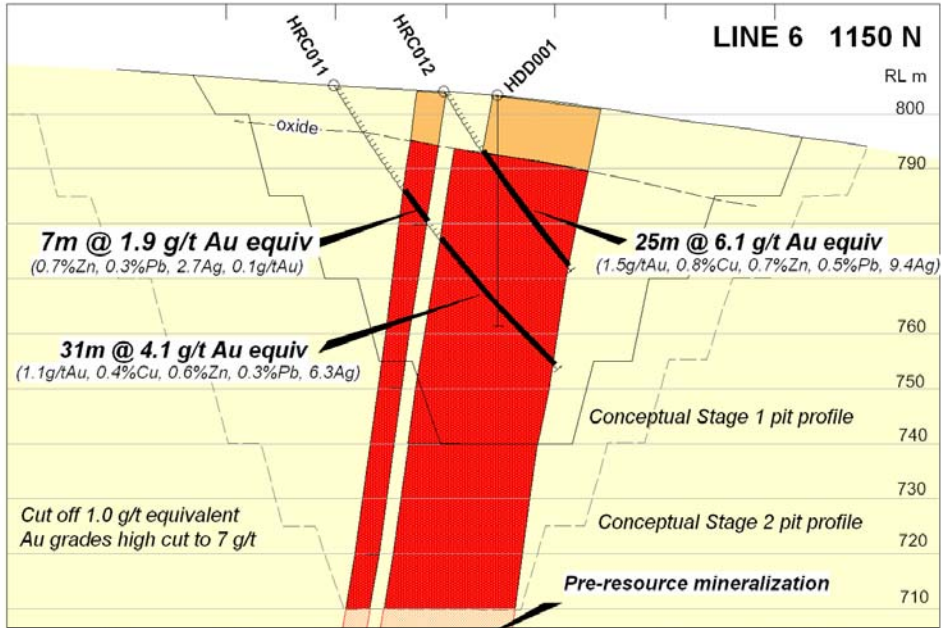 LINE 6 1150 N
HRC011
HRC012
HDD001
RL m
800
oxide
790
780
7m @ 1.9 g/t Au equiv
(0.7%Zn, 0.3%Pb, 2.7Ag, 0.1g/tAu)
25m @ 6.1 g/t Au equiv
(1.5g/tAu, 0.8%Cu, 0.7%Zn, 0.5%Pb, 9.4Ag)
770
760
31m @ 4.1 g/t Au equiv
(1.1g/tAu, 0.4%Cu, 0.6%Zn, 0.3%Pb, 6.3Ag)
750
Conceptual Stage 1 pit profile
740
730
Cut off 1.0 g/t equivalent
Au grades high cut to 7 g/t
Conceptual Stage 2 pit profile
720
Pre-resource mineralization
710